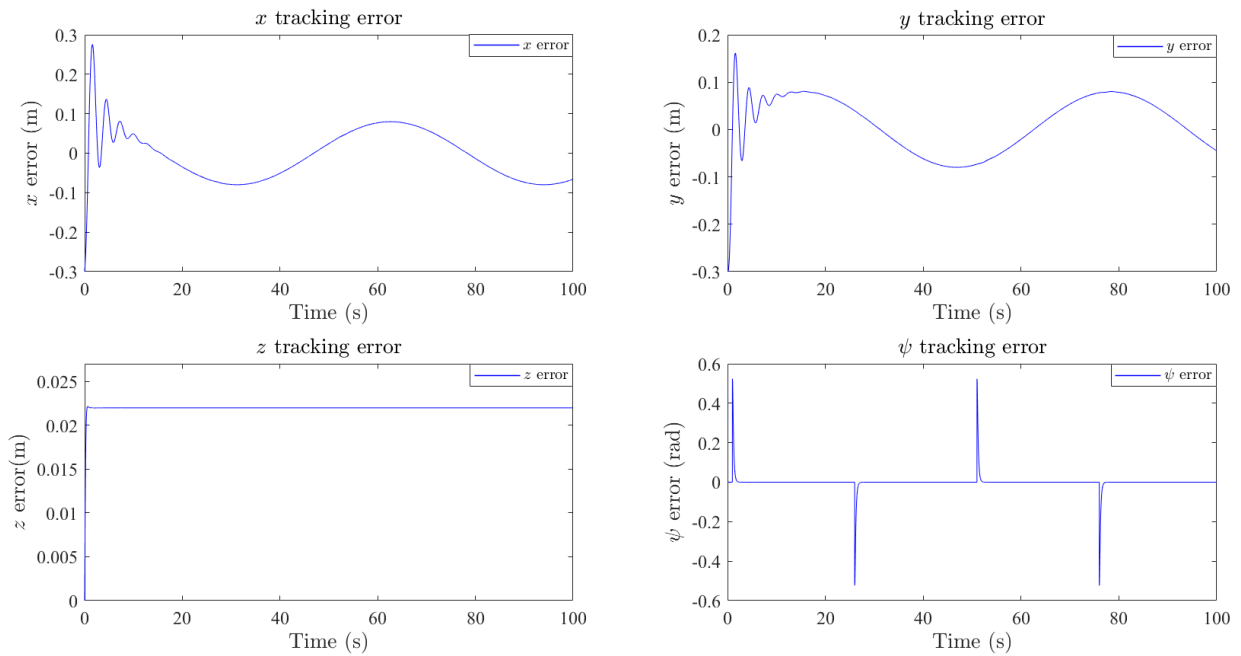 x tracking error
x error
0.3
0.2
0.1
0
-0.1
-0.2
-0.3
x error (m)
0 20 40 60 80 100
Time (s)
y tracking error
y error
0.2
0.1
0
-0.1
-0.2
-0.3
y error (m)
0 20 40 60 80 100
Time (s)
z tracking error
z error
0.025
0.02
0.015
0.01
0.005
0
z error(m)
0 20 40 60 80 100
Time (s)
ψ tracking error
ψ error
0.6
0.4
0.2
0
-0.2
-0.4
-0.6
ψ error (rad)
0 20 40 60 80 100
Time (s)